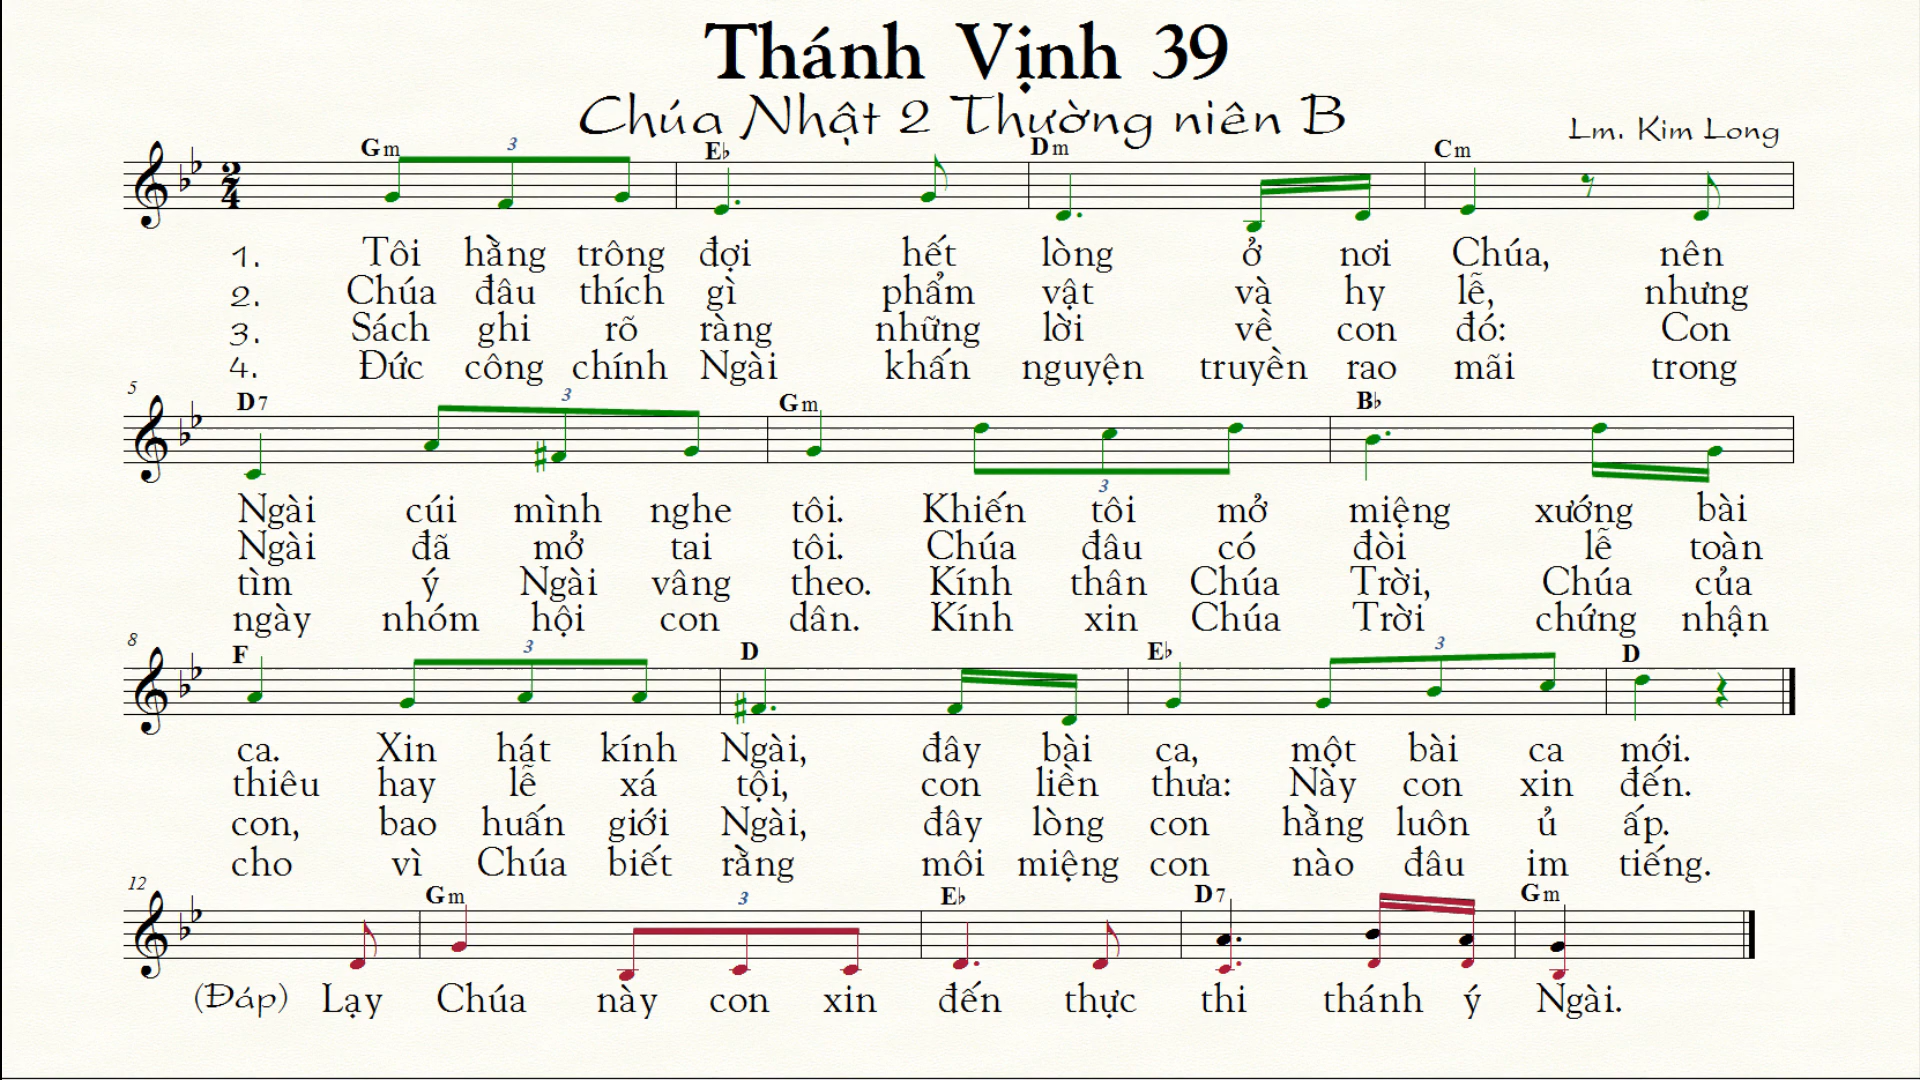 Thánh Vịnh 39
Chúa Nhật 2 Thường niên B
Lm. Kim Long
Gm 3 E♭ Dm Cm
2/4
1. Tôi hằng trông đợi hết lòng ở nơi Chúa, nên
2. Chúa đâu thích gì phẩm vật và hy lễ, nhưng
3. Sách ghi rõ ràng những lời về con đó: Con
4. Đức công chính Ngài khấn nguyện truyền rao mãi trong
5 D7 3 Gm 3 B♭
Ngài cúi mình nghe tôi. Khiến tôi mở miệng xướng bài
Ngài đã mở tai tôi. Chúa đâu có đòi lễ toàn
tìm ý Ngài vâng theo. Kính thân Chúa Trời, Chúa của
ngày nhóm hội con dân. Kính xin Chúa Trời chứng nhận
8 F 3 D E♭ 3 D
ca. Xin hát kính Ngài, đây bài ca, một bài ca mới.
thiêu hay lễ xá tội, con liền thưa: Này con xin đến.
con, bao huấn giới Ngài, đây lòng con hằng luôn ủ ấp.
cho vì Chúa biết rằng môi miệng con nào đâu im tiếng.
12 Gm 3 E♭ D7 Gm
(Đáp) Lạy Chúa này con xin đến thực thi thánh ý Ngài.